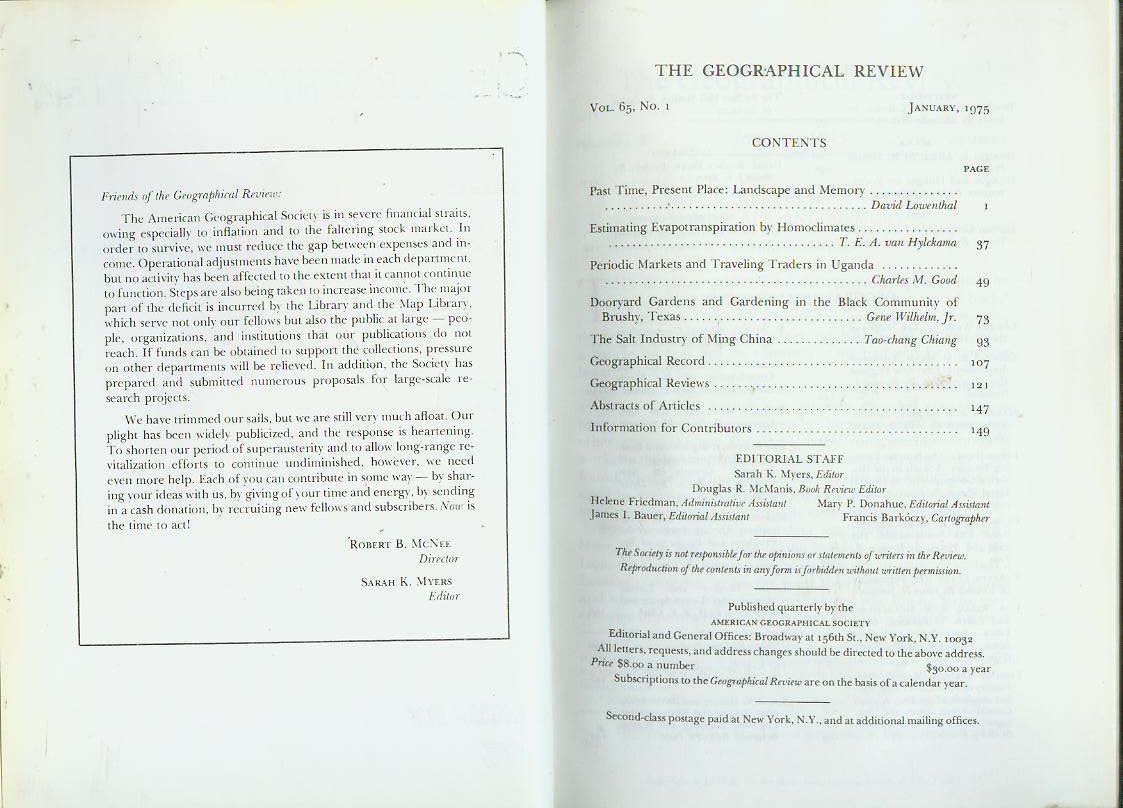 Friends of the Geographical Review:
The American Geographical Society is in severe financial straits,
owing especially to inflation and to the faltering stock market. In
order to survive, we must reduce the gap between expenses and in-
come. Operational adjustments have been made in each department,
but no activity has been affected to the extent that it cannot continue
to function. Steps are also being taken to increase income. The major
part of the deficit is incurred by the Library and the Map Library,
which serve not only our fellows but also the public at large — peo-
ple, organizations, and institutions that our publications do not
reach. If funds can be obtained to support the collections, pressure
on other departments will be relieved. In addition, the Society has
prepared and submitted numerous proposals for large-scale re-
search projects.
We have trimmed our sails, but we are still very much afloat. Our
plight has been widely publicized, and the response is heartening.
To shorten our period of superausterity and to allow long-range re-
vitalization efforts to continue undiminished, however, we need
even more help. Each of you can contribute in some way — by shar-
ing your ideas with us, by giving of your time and energy, by sending
in a cash donation, by recruiting new fellows and subscribers. Now is
the time to act!
ROBERT B. MCNEE
Director
SARAH K. MYERS
Editor
THE GEOGRAPHICAL REVIEW
VOL. 65, NO. 1 JANUARY, 1975
CONTENTS
PAGE
Past Time, Present Place: Landscape and Memory ...............
............................................ David Lowenthal 1
Estimating Evapotranspiration by Homoclimates .................
...................................... T. E. A. van Hylckama 37
Periodic Markets and Traveling Traders in Uganda .............
............................................ Charles M. Good 49
Dooryard Gardens and Gardening in the Black Community of
Brushy, Texas ............................. Gene Wilhelm, Jr. 73
The Salt Industry of Ming China .............. Tao-chang Chiang 93
Geographical Record .......................................... 107
Geographical Reviews ......................................... 121
Abstracts of Articles .......................................... 147
Information for Contributors .................................. 149
EDITORIAL STAFF
Sarah K. Myers, Editor
Douglas R. McManis, Book Review Editor
Helene Friedman, Administrative Assistant Mary P. Donahue, Editorial Assistant
James I. Bauer, Editorial Assistant Francis Barkóczy, Cartographer
The Society is not responsible for the opinions or statements of writers in the Review.
Reproduction of the contents in any form is forbidden without written permission.
Published quarterly by the
AMERICAN GEOGRAPHICAL SOCIETY
Editorial and General Offices: Broadway at 156th St., New York, N.Y. 10032
All letters, requests, and address changes should be directed to the above address.
Price $8.00 a number $30.00 a year
Subscriptions to the Geographical Review are on the basis of a calendar year.
Second-class postage paid at New York, N.Y., and at additional mailing offices.